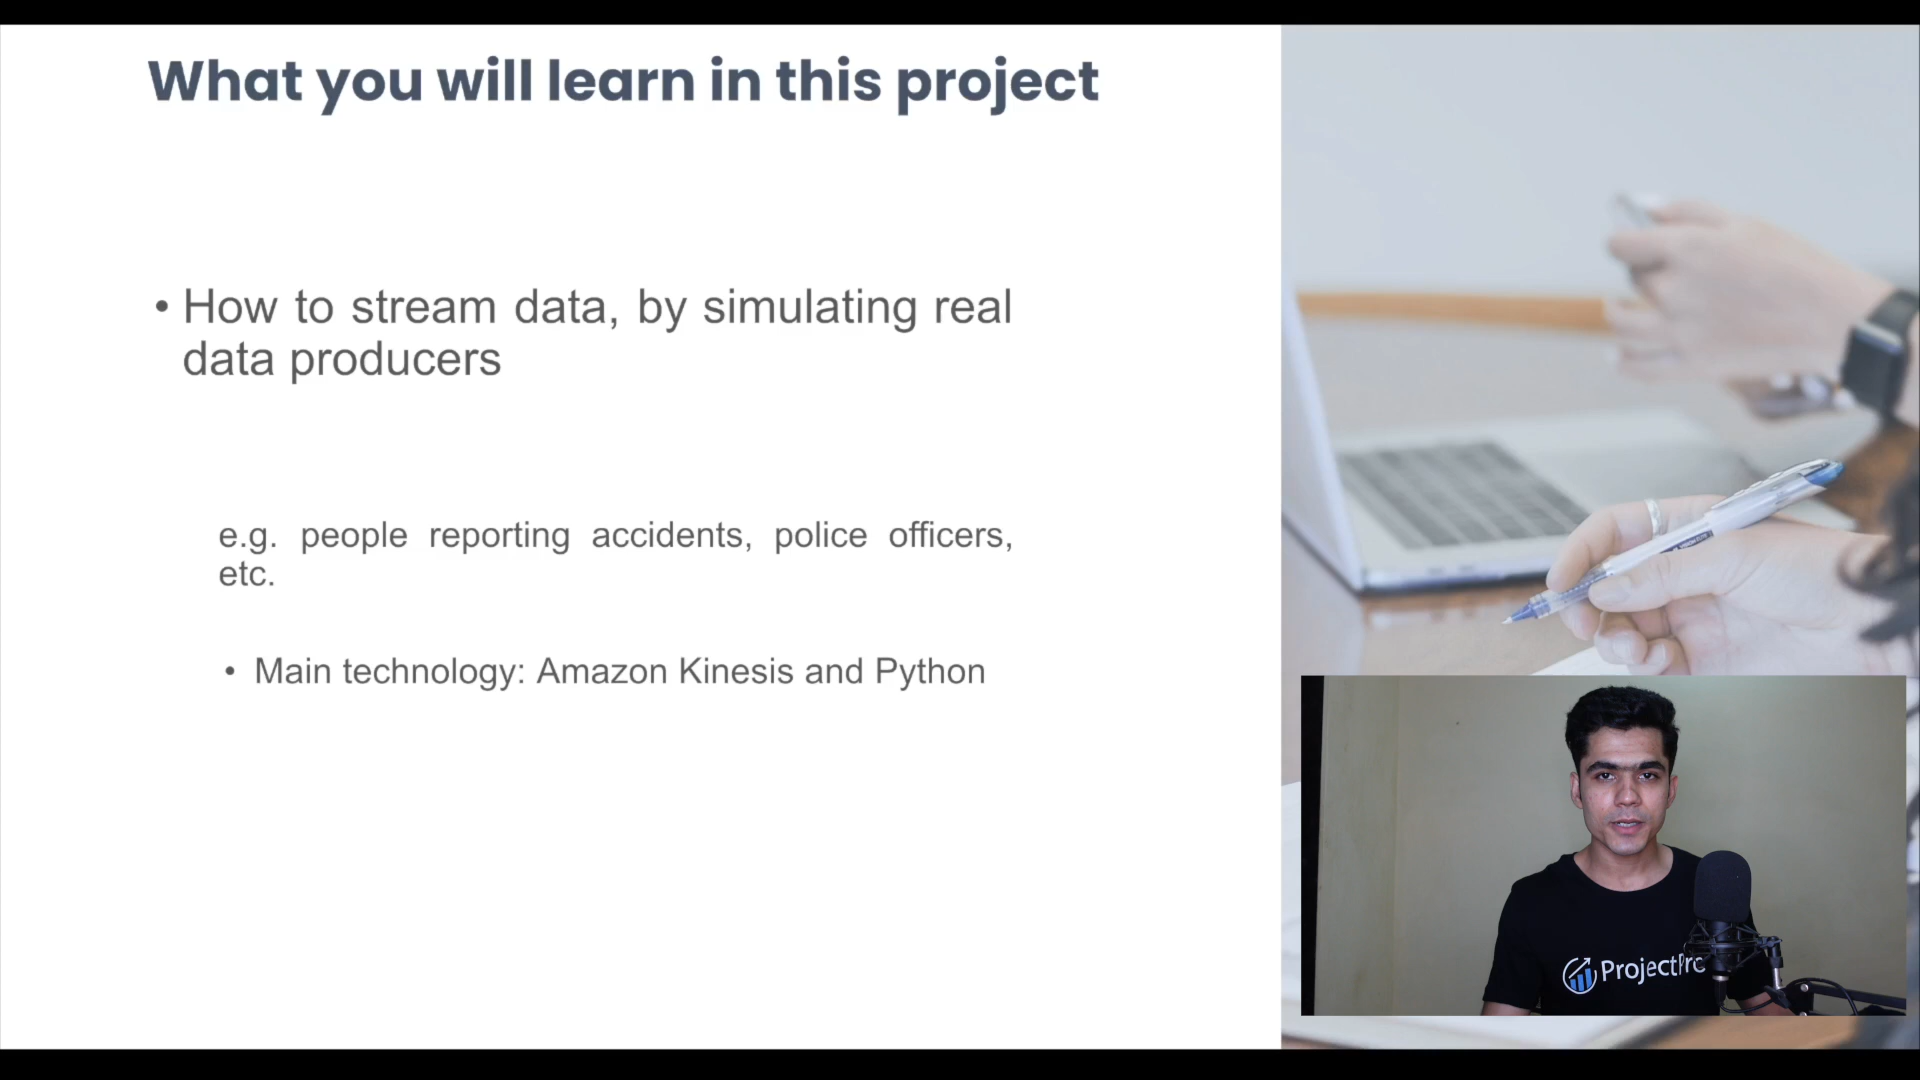 What you will learn in this project
• How to stream data, by simulating real
data producers
e.g. people reporting accidents, police officers,
etc.
• Main technology: Amazon Kinesis and Python
ProjectPro